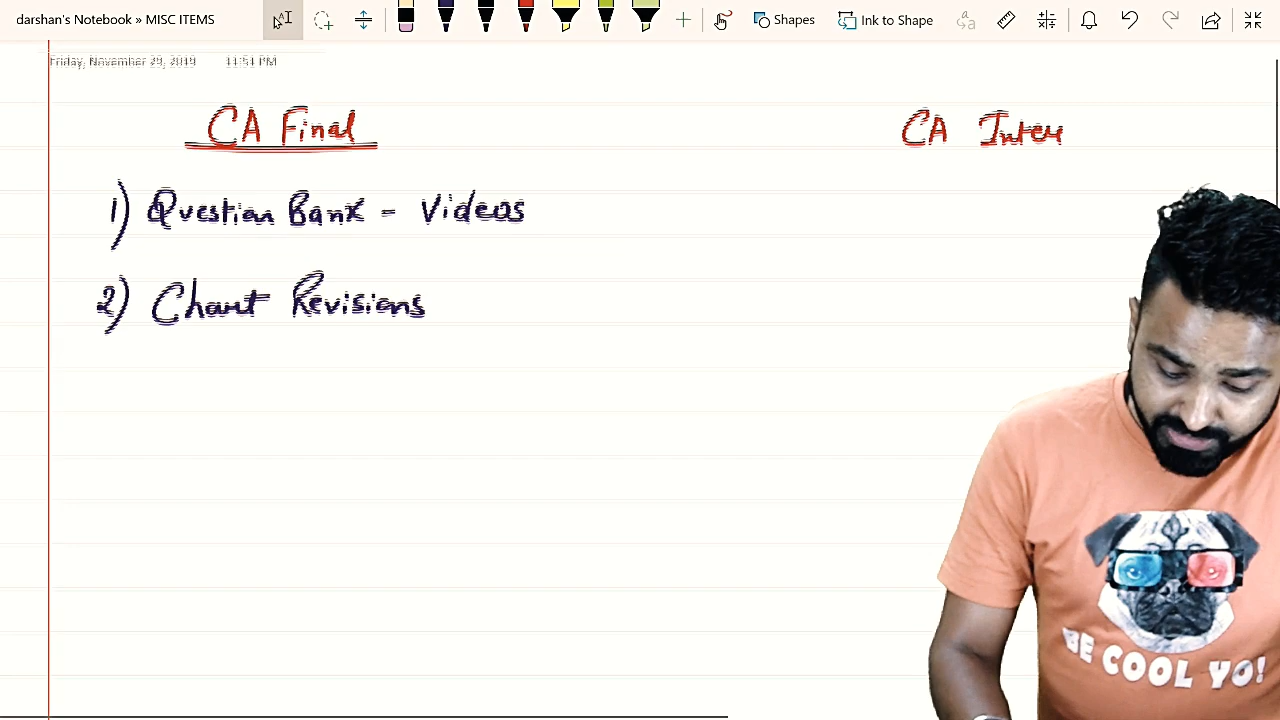 darshan's Notebook » MISC ITEMS
Shapes
Ink to Shape
Friday, November 29, 2019 11:51 PM
CA Final
CA Inter
1) Question Bank - Videos
2) Chart Revisions
BE COOL YO!